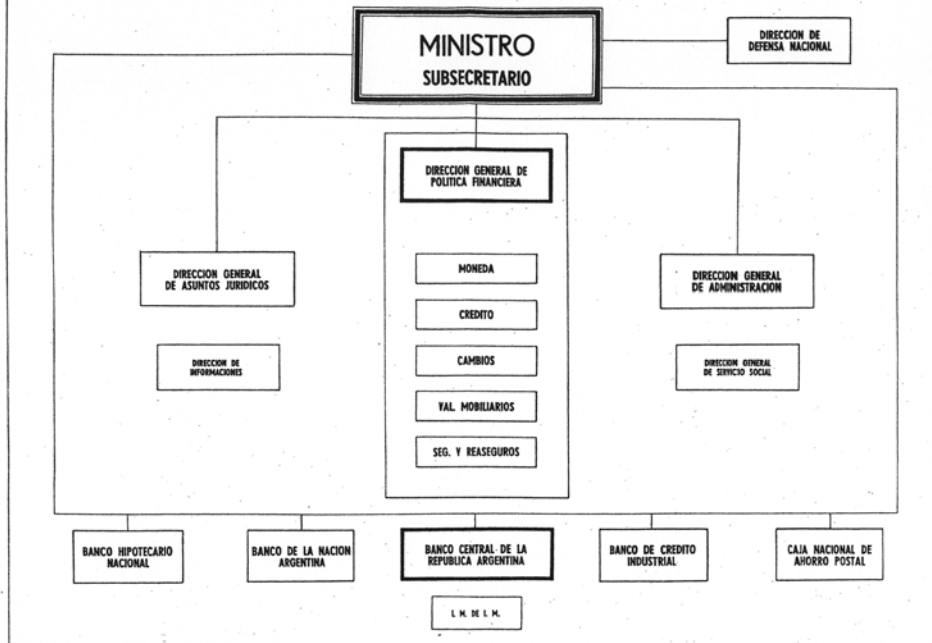 MINISTRO
SUBSECRETARIO
DIRECCION DE
DEFENSA NACIONAL
DIRECCION GENERAL DE
POLITICA FINANCIERA
DIRECCION GENERAL
DE ASUNTOS JURIDICOS
MONEDA
DIRECCION GENERAL
DE ADMINISTRACION
CREDITO
DIRECCION DE
INFORMACIONES
CAMBIOS
DIRECCION GENERAL
DE SERVICIO SOCIAL
VAL. MOBILIARIOS
SEG. Y REASEGUROS
BANCO HIPOTECARIO
NACIONAL
BANCO DE LA NACION
ARGENTINA
BANCO CENTRAL DE LA
REPUBLICA ARGENTINA
BANCO DE CREDITO
INDUSTRIAL
CAJA NACIONAL DE
AHORRO POSTAL
I. M. DE I. M.